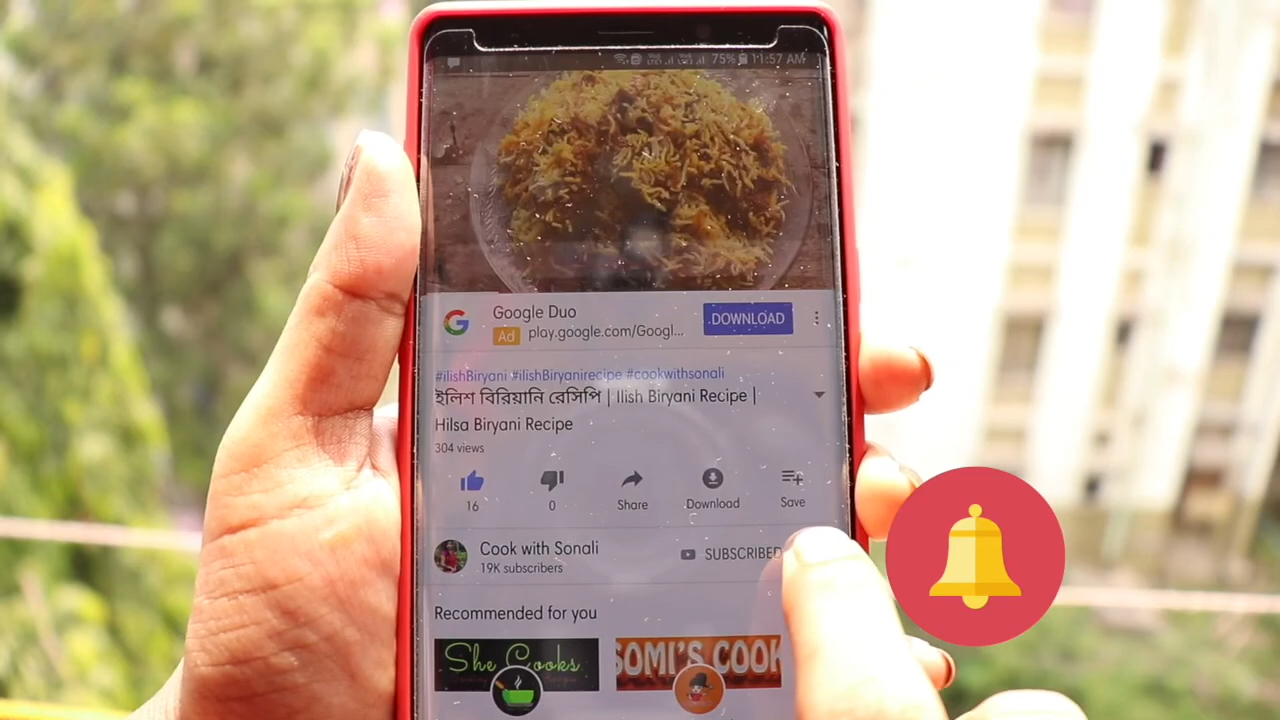 75% 11:57 AM
Google Duo
DOWNLOAD
Ad play.google.com/Googl...
#ilishBiryani #ilishBiryanirecipe #cookwithsonali
ইলিশ বিরিয়ানি রেসিপি | Ilish Biryani Recipe |
Hilsa Biryani Recipe
304 views
16
0
Share
Download
Save
Cook with Sonali
SUBSCRIBED
19K subscribers
Recommended for you
She Cooks
SOMI'S COOK